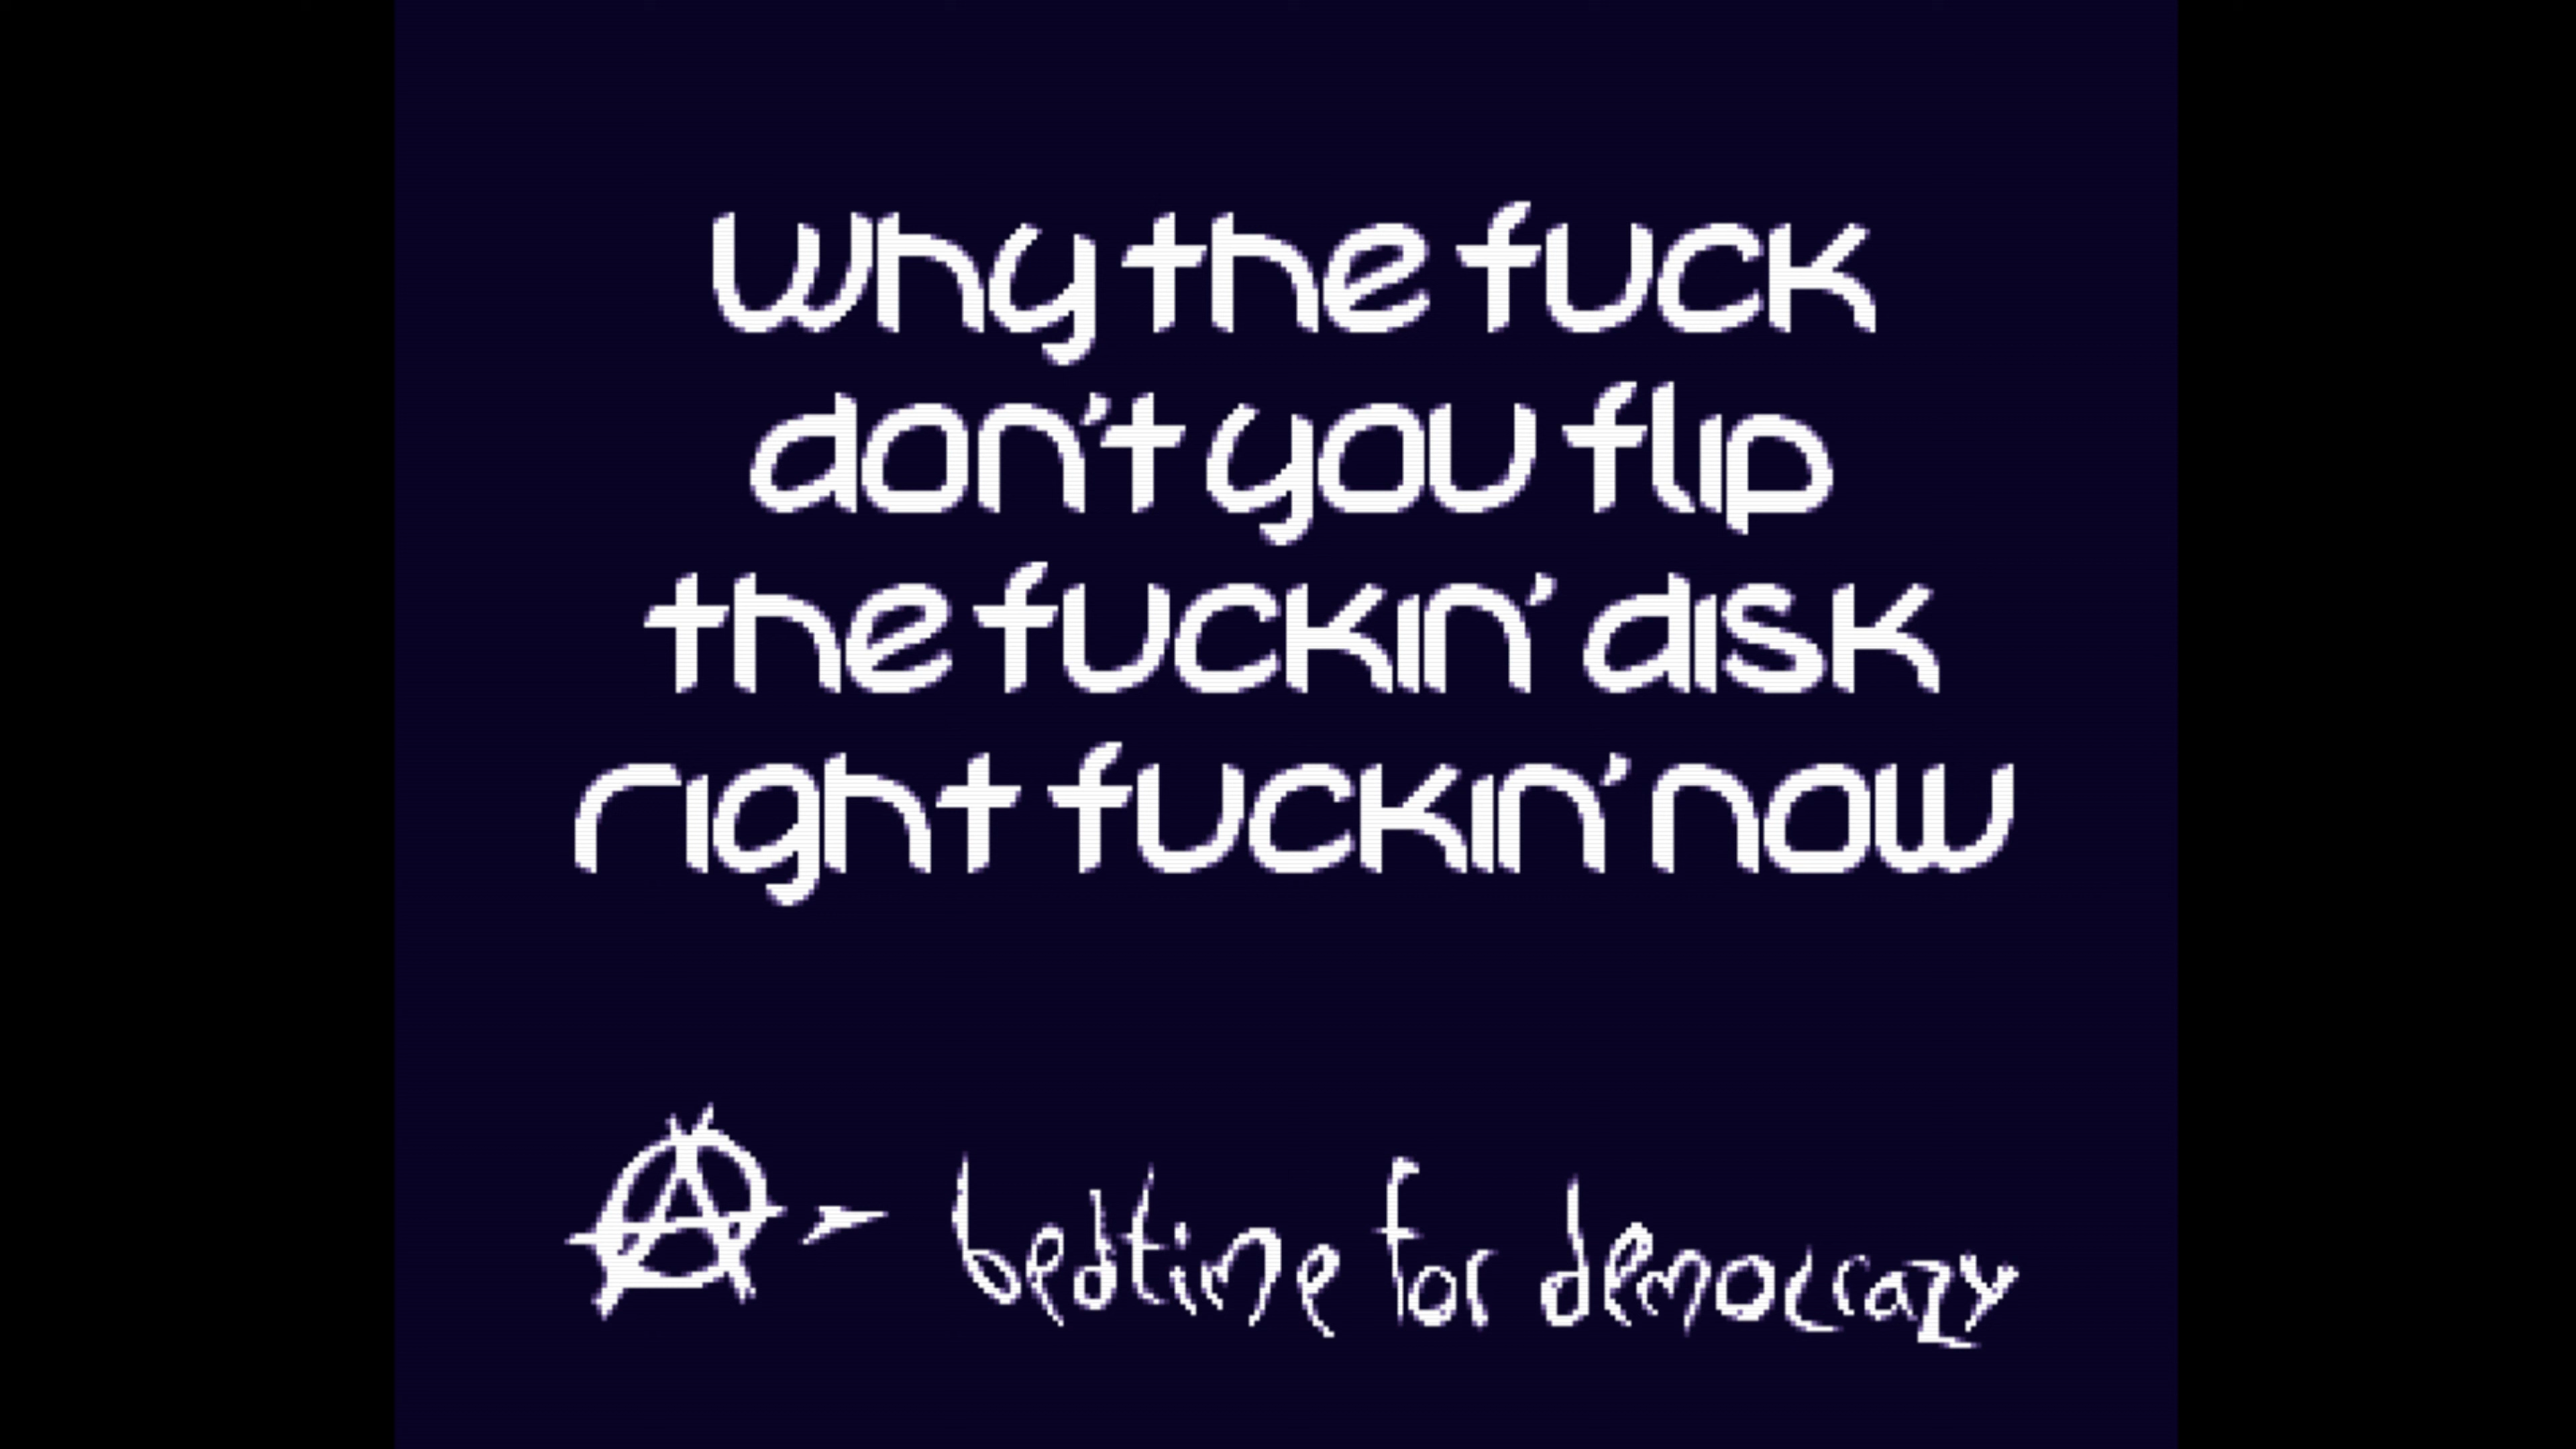 Why the fuck
don't you flip
the fuckin' disk
right fuckin' now
A - bedtime for democrazy